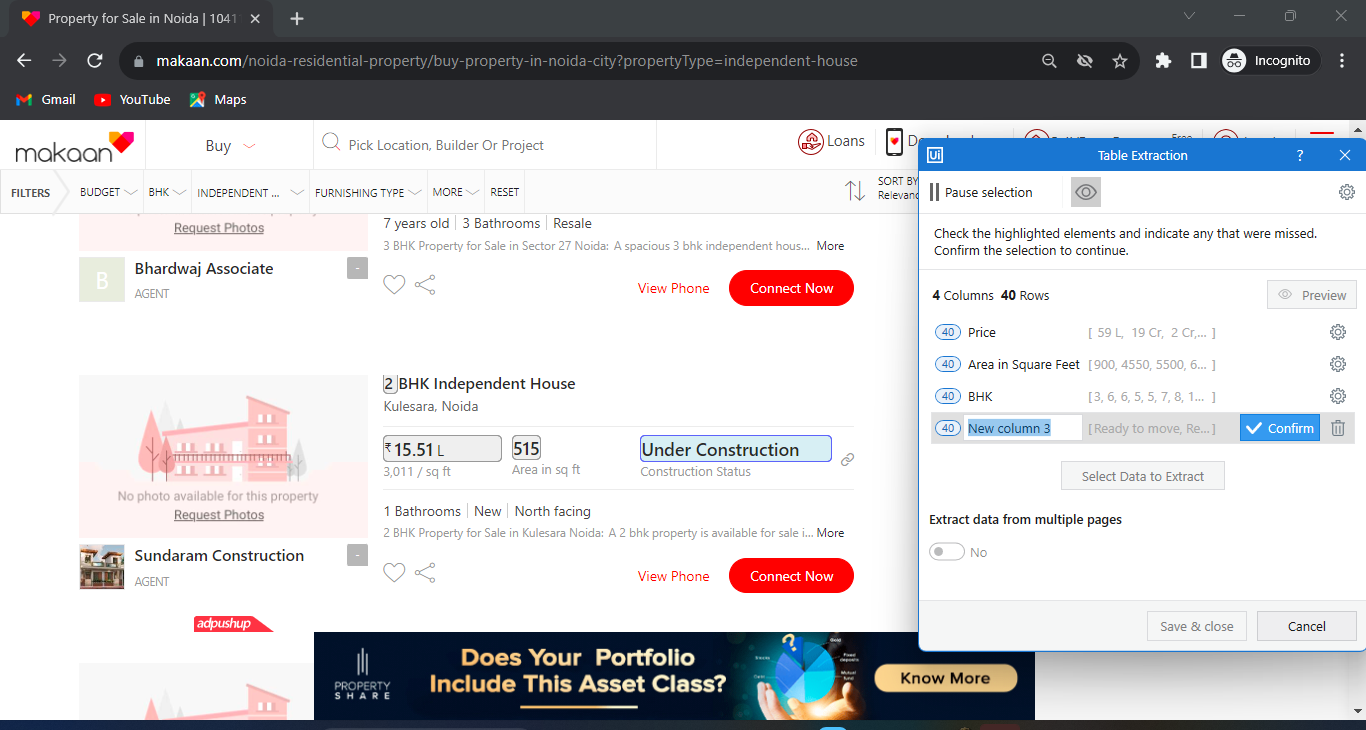 Property for Sale in Noida | 1041
makaan.com/noida-residential-property/buy-property-in-noida-city?propertyType=independent-house
Incognito
Gmail
YouTube
Maps
makaan
Buy
Pick Location, Builder Or Project
Loans
FILTERS
BUDGET
BHK
INDEPENDENT ...
FURNISHING TYPE
MORE
RESET
SORT BY
Relevanc
Request Photos
7 years old | 3 Bathrooms | Resale
3 BHK Property for Sale in Sector 27 Noida: A spacious 3 bhk independent hous... More
B
Bhardwaj Associate
AGENT
-
View Phone
Connect Now
2 BHK Independent House
Kulesara, Noida
₹ 15.51 L
515
Under Construction
3,011 / sq ft
Area in sq ft
Construction Status
No photo available for this property
Request Photos
1 Bathrooms | New | North facing
2 BHK Property for Sale in Kulesara Noida: A 2 bhk property is available for sale i... More
Sundaram Construction
AGENT
-
View Phone
Connect Now
adpushup
PROPERTY
SHARE
Does Your Portfolio
Include This Asset Class?
?
Know More
Ui
Table Extraction
?
Pause selection
Check the highlighted elements and indicate any that were missed.
Confirm the selection to continue.
4 Columns 40 Rows
Preview
40 Price [ 59 L, 19 Cr, 2 Cr,... ]
40 Area in Square Feet [900, 4550, 5500, 6... ]
40 BHK [3, 6, 6, 5, 5, 7, 8, 1... ]
40 New column 3 [Ready to move, Re... ]
Confirm
Select Data to Extract
Extract data from multiple pages
No
Save & close
Cancel